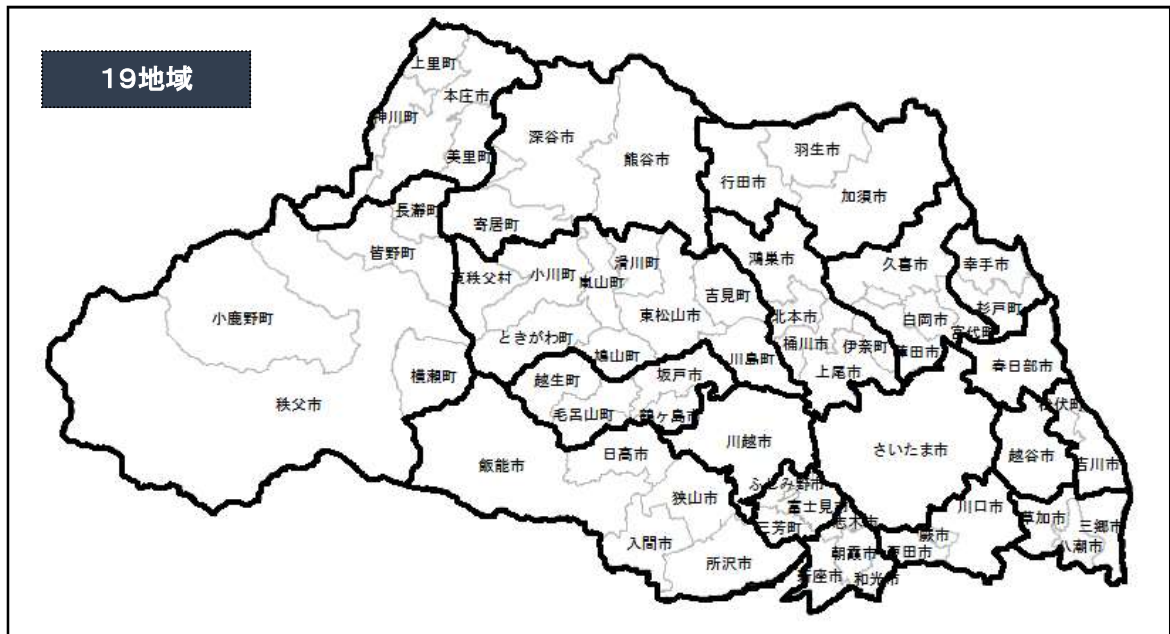 19地域
上里町
本庄市
神川町
美里町
深谷市
熊谷市
羽生市
行田市
加須市
長瀞町
寄居町
皆野町
鴻巣市
久喜市
幸手市
東秩父村
小川町
滑川町
嵐山町
吉見町
小鹿野町
東松山市
北本市
白岡市
杉戸町
宮代町
ときがわ町
鳩山町
川島町
桶川市
伊奈町
蓮田市
上尾市
春日部市
横瀬町
越生町
坂戸市
秩父市
毛呂山町
鶴ヶ島市
松伏町
川越市
さいたま市
越谷市
吉川市
飯能市
日高市
狭山市
ふじみ野市
富士見市
三芳町
志木市
川口市
草加市
三郷市
八潮市
蕨市
戸田市
入間市
所沢市
朝霞市
新座市
和光市